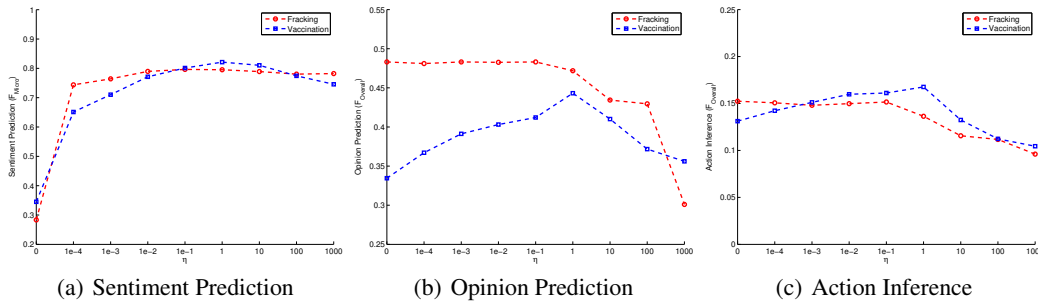 1
0.9
0.8
0.7
0.6
0.5
0.4
0.3
0.2
Sentiment Prediction (F_Micro)
0 1e-4 1e-3 1e-2 1e-1 1 10 100 1000
η
Fracking
Vaccination
(a) Sentiment Prediction
0.55
0.5
0.45
0.4
0.35
0.3
0.25
Opinion Prediction (F_Overall)
0 1e-4 1e-3 1e-2 1e-1 1 10 100 1000
η
Fracking
Vaccination
(b) Opinion Prediction
0.25
0.2
0.15
0.1
0.05
0
Action Inference (F_Overall)
0 1e-4 1e-3 1e-2 1e-1 1 10 100 1000
η
Fracking
Vaccination
(c) Action Inference